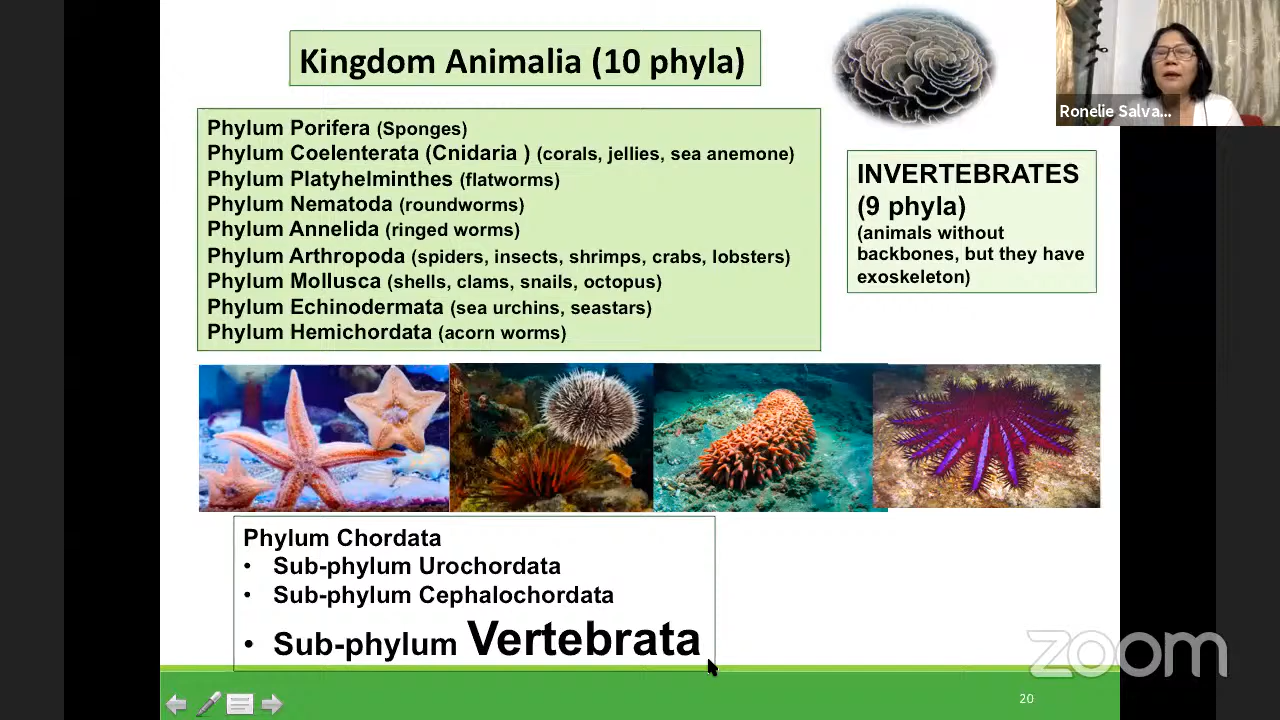 Kingdom Animalia (10 phyla)
Ronelie Salva...
Phylum Porifera (Sponges)
Phylum Coelenterata (Cnidaria ) (corals, jellies, sea anemone)
Phylum Platyhelminthes (flatworms)
Phylum Nematoda (roundworms)
Phylum Annelida (ringed worms)
Phylum Arthropoda (spiders, insects, shrimps, crabs, lobsters)
Phylum Mollusca (shells, clams, snails, octopus)
Phylum Echinodermata (sea urchins, seastars)
Phylum Hemichordata (acorn worms)
INVERTEBRATES
(9 phyla)
(animals without
backbones, but they have
exoskeleton)
Phylum Chordata
• Sub-phylum Urochordata
• Sub-phylum Cephalochordata
• Sub-phylum Vertebrata
zoom
20